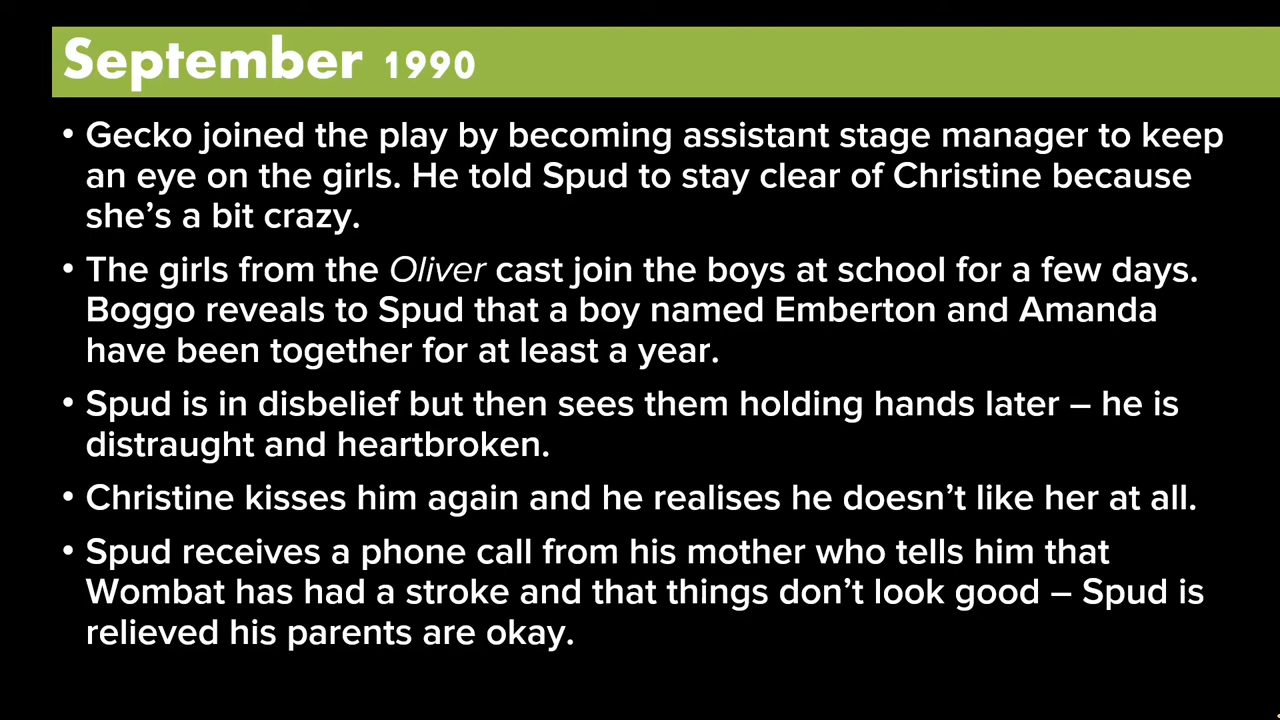 September 1990
• Gecko joined the play by becoming assistant stage manager to keep
an eye on the girls. He told Spud to stay clear of Christine because
she’s a bit crazy.
• The girls from the Oliver cast join the boys at school for a few days.
Boggo reveals to Spud that a boy named Emberton and Amanda
have been together for at least a year.
• Spud is in disbelief but then sees them holding hands later – he is
distraught and heartbroken.
• Christine kisses him again and he realises he doesn’t like her at all.
• Spud receives a phone call from his mother who tells him that
Wombat has had a stroke and that things don’t look good – Spud is
relieved his parents are okay.